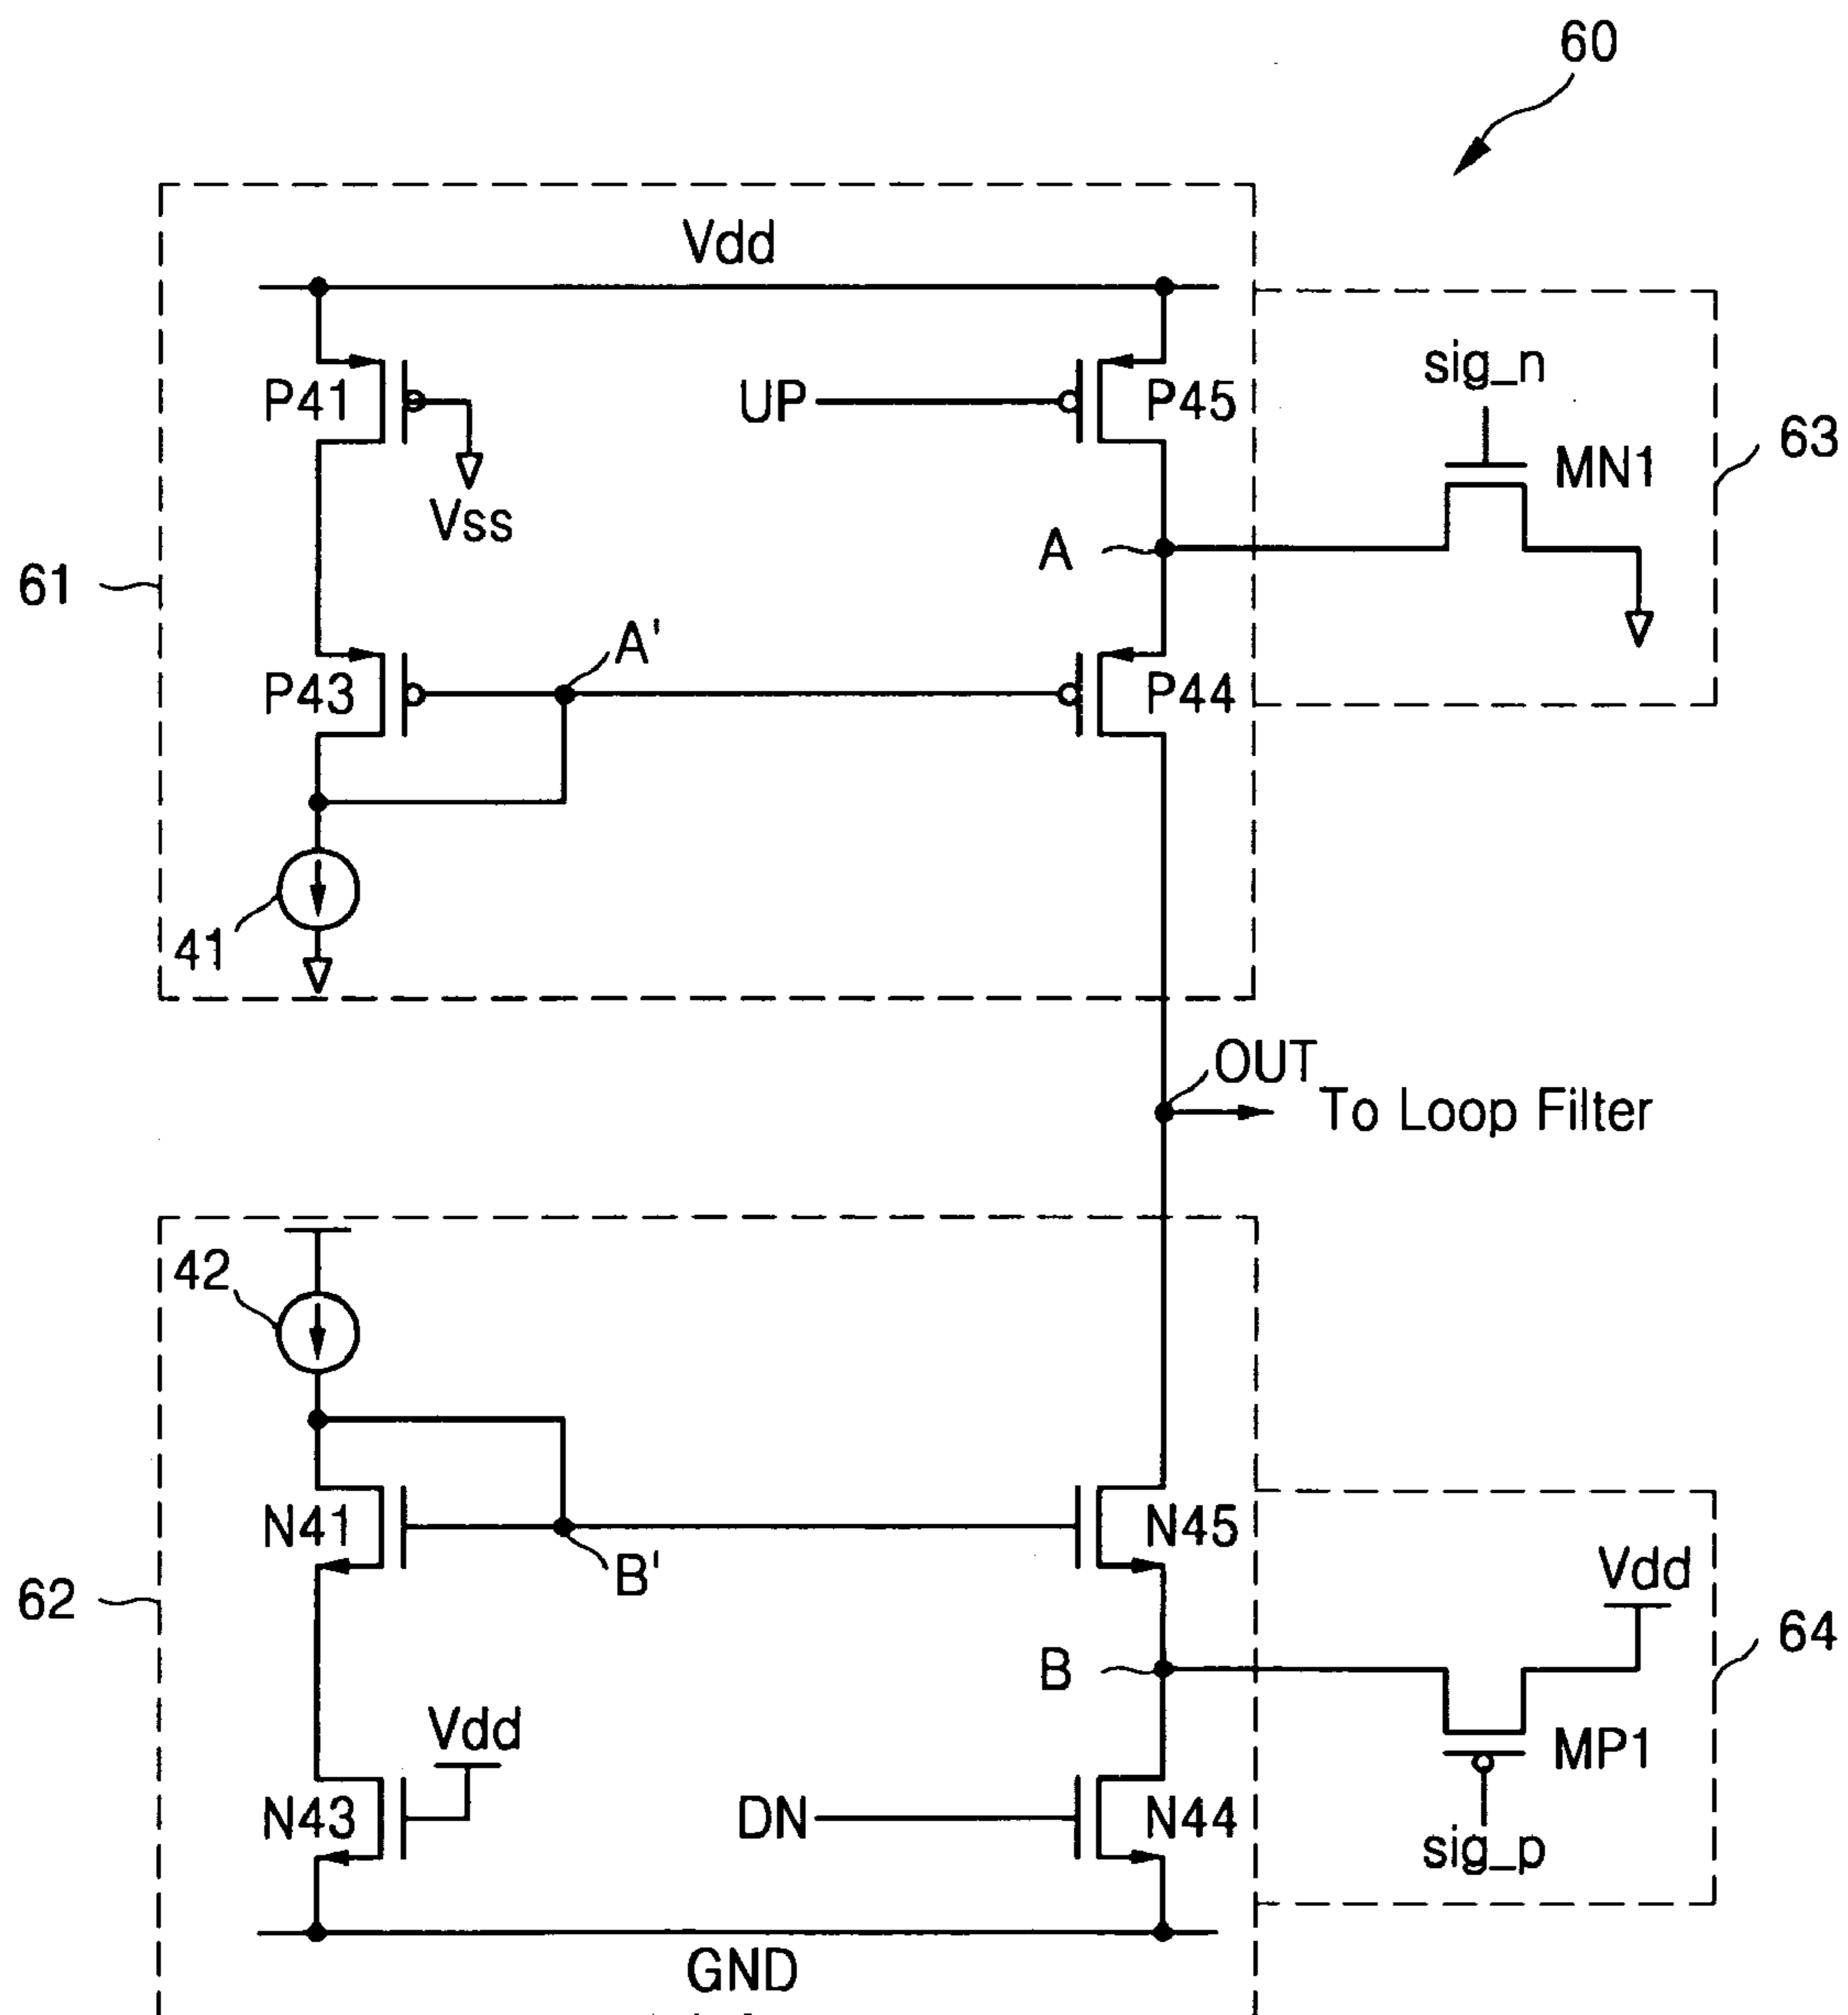 60
Vdd
P41
UP
P45
sig_n
MN1
63
Vss
A
61
A'
P43
P44
41
OUT
To Loop Filter
42
N41
N45
B'
Vdd
62
B
64
Vdd
MP1
N43
DN
N44
sig_p
GND